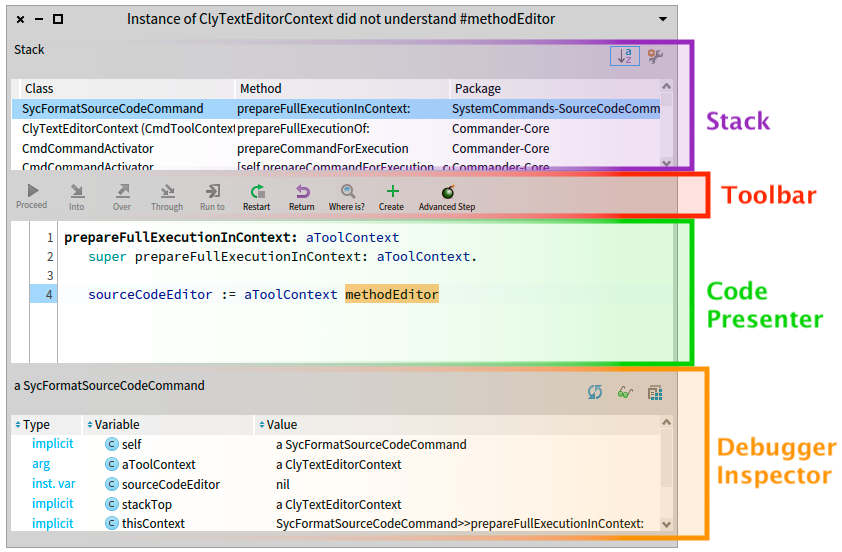 Instance of ClyTextEditorContext did not understand #methodEditor
Stack
Class Method Package
SycFormatSourceCodeCommand prepareFullExecutionInContext: SystemCommands-SourceCodeComm
ClyTextEditorContext (CmdToolContext prepareFullExecutionOf: Commander-Core
CmdCommandActivator prepareCommandForExecution Commander-Core
CmdCommandActivator [self prepareCommandForExecution Commander-Core
Stack
Proceed Into Over Through Run to Restart Return Where is? Create Advanced Step
Toolbar
1 prepareFullExecutionInContext: aToolContext
2 super prepareFullExecutionInContext: aToolContext.
3
4 sourceCodeEditor := aToolContext methodEditor
Code
Presenter
a SycFormatSourceCodeCommand
Type Variable Value
implicit C self a SycFormatSourceCodeCommand
arg C aToolContext a ClyTextEditorContext
inst. var C sourceCodeEditor nil
implicit C stackTop a ClyTextEditorContext
implicit C thisContext SycFormatSourceCodeCommand>>prepareFullExecutionInContext:
Debugger
Inspector